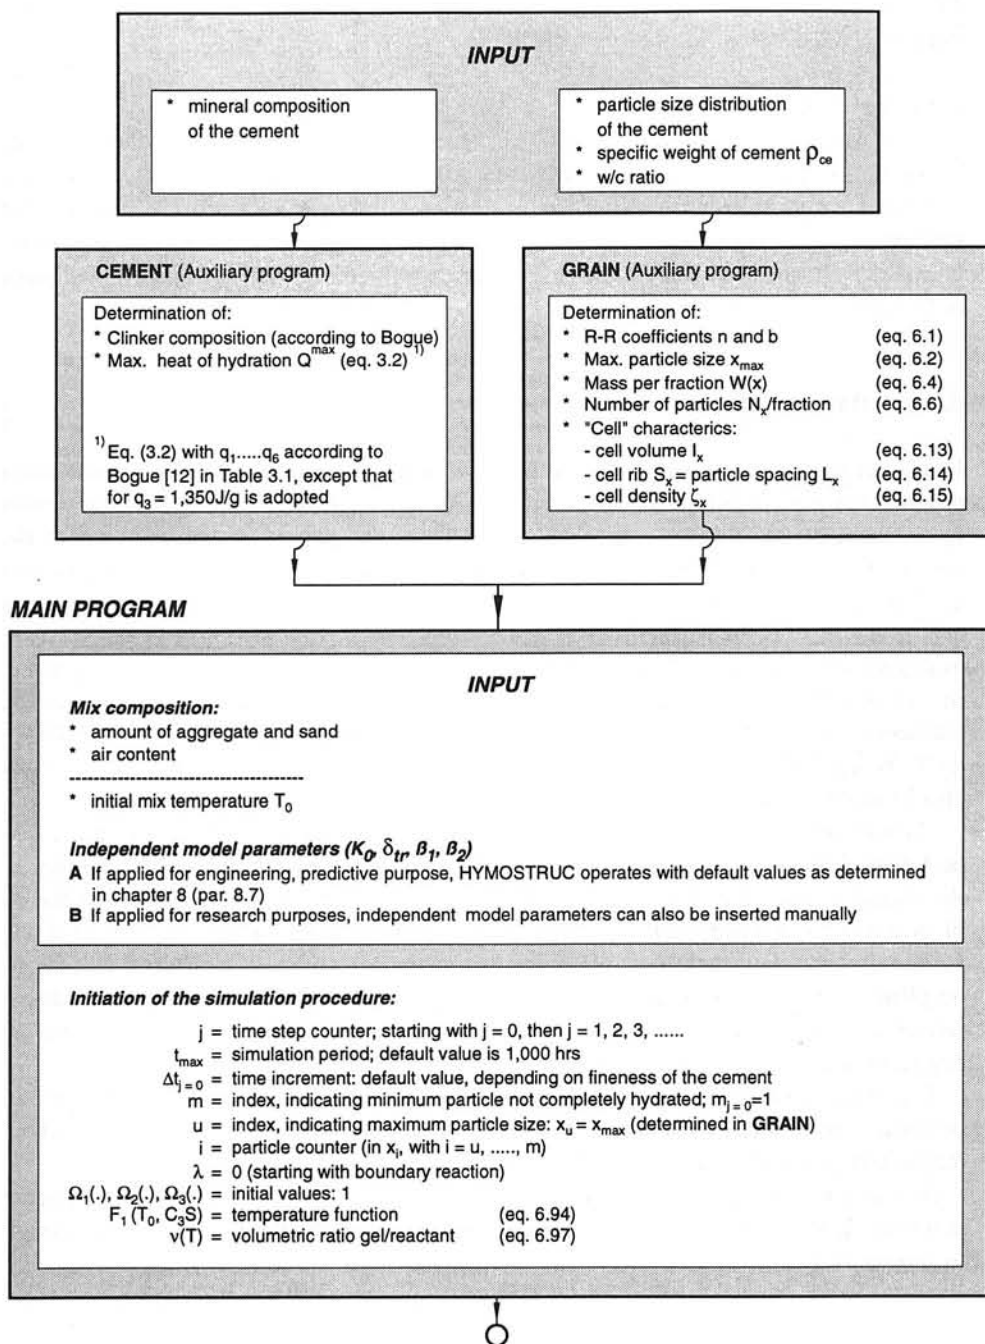 INPUT
* mineral composition
of the cement
* particle size distribution
of the cement
* specific weight of cement ρce
* w/c ratio
CEMENT (Auxiliary program)
Determination of:
* Clinker composition (according to Bogue)
* Max. heat of hydration Q^max (eq. 3.2) 1)
1) Eq. (3.2) with q1.....q6 according to
Bogue [12] in Table 3.1, except that
for q3 = 1,350J/g is adopted
GRAIN (Auxiliary program)
Determination of:
* R-R coefficients n and b (eq. 6.1)
* Max. particle size xmax (eq. 6.2)
* Mass per fraction W(x) (eq. 6.4)
* Number of particles Nx/fraction (eq. 6.6)
* "Cell" characterics:
- cell volume Ix (eq. 6.13)
- cell rib Sx = particle spacing Lx (eq. 6.14)
- cell density ζx (eq. 6.15)
MAIN PROGRAM
INPUT
Mix composition:
* amount of aggregate and sand
* air content
---------------------------------------
* initial mix temperature T0
Independent model parameters (K0, δtr, ß1, ß2)
A If applied for engineering, predictive purpose, HYMOSTRUC operates with default values as determined
in chapter 8 (par. 8.7)
B If applied for research purposes, independent model parameters can also be inserted manually
Initiation of the simulation procedure:
j = time step counter; starting with j = 0, then j = 1, 2, 3, ......
tmax = simulation period; default value is 1,000 hrs
Δtj = 0 = time increment: default value, depending on fineness of the cement
m = index, indicating minimum particle not completely hydrated; mj = 0=1
u = index, indicating maximum particle size: xu = xmax (determined in GRAIN)
i = particle counter (in xi, with i = u, ....., m)
λ = 0 (starting with boundary reaction)
Ω1(.), Ω2(.), Ω3(.) = initial values: 1
F1 (T0, C3S) = temperature function (eq. 6.94)
ν(T) = volumetric ratio gel/reactant (eq. 6.97)